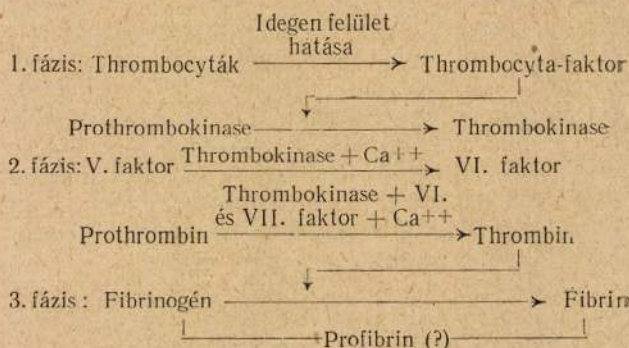 Idegen felület
hatása
1. fázis: Thrombocyták Thrombocyta-faktor
Prothrombokinase Thrombokinase
2. fázis: V. faktor Thrombokinase + Ca++ VI. faktor
Thrombokinase + VI.
és VII. faktor + Ca++
Prothrombin Thrombin
3. fázis : Fibrinogén Fibrin
Profibrin (?)